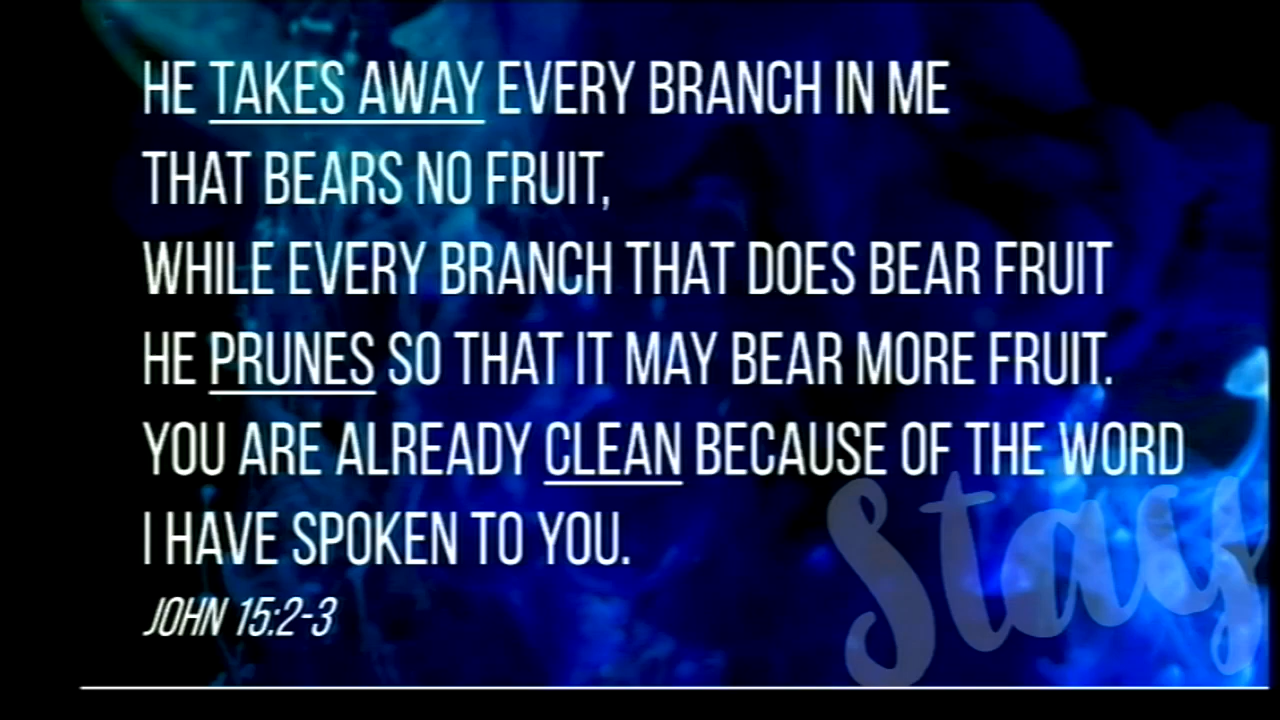 HE TAKES AWAY EVERY BRANCH IN ME
THAT BEARS NO FRUIT,
WHILE EVERY BRANCH THAT DOES BEAR FRUIT
HE PRUNES SO THAT IT MAY BEAR MORE FRUIT.
YOU ARE ALREADY CLEAN BECAUSE OF THE WORD
I HAVE SPOKEN TO YOU.
JOHN 15:2-3
Stay